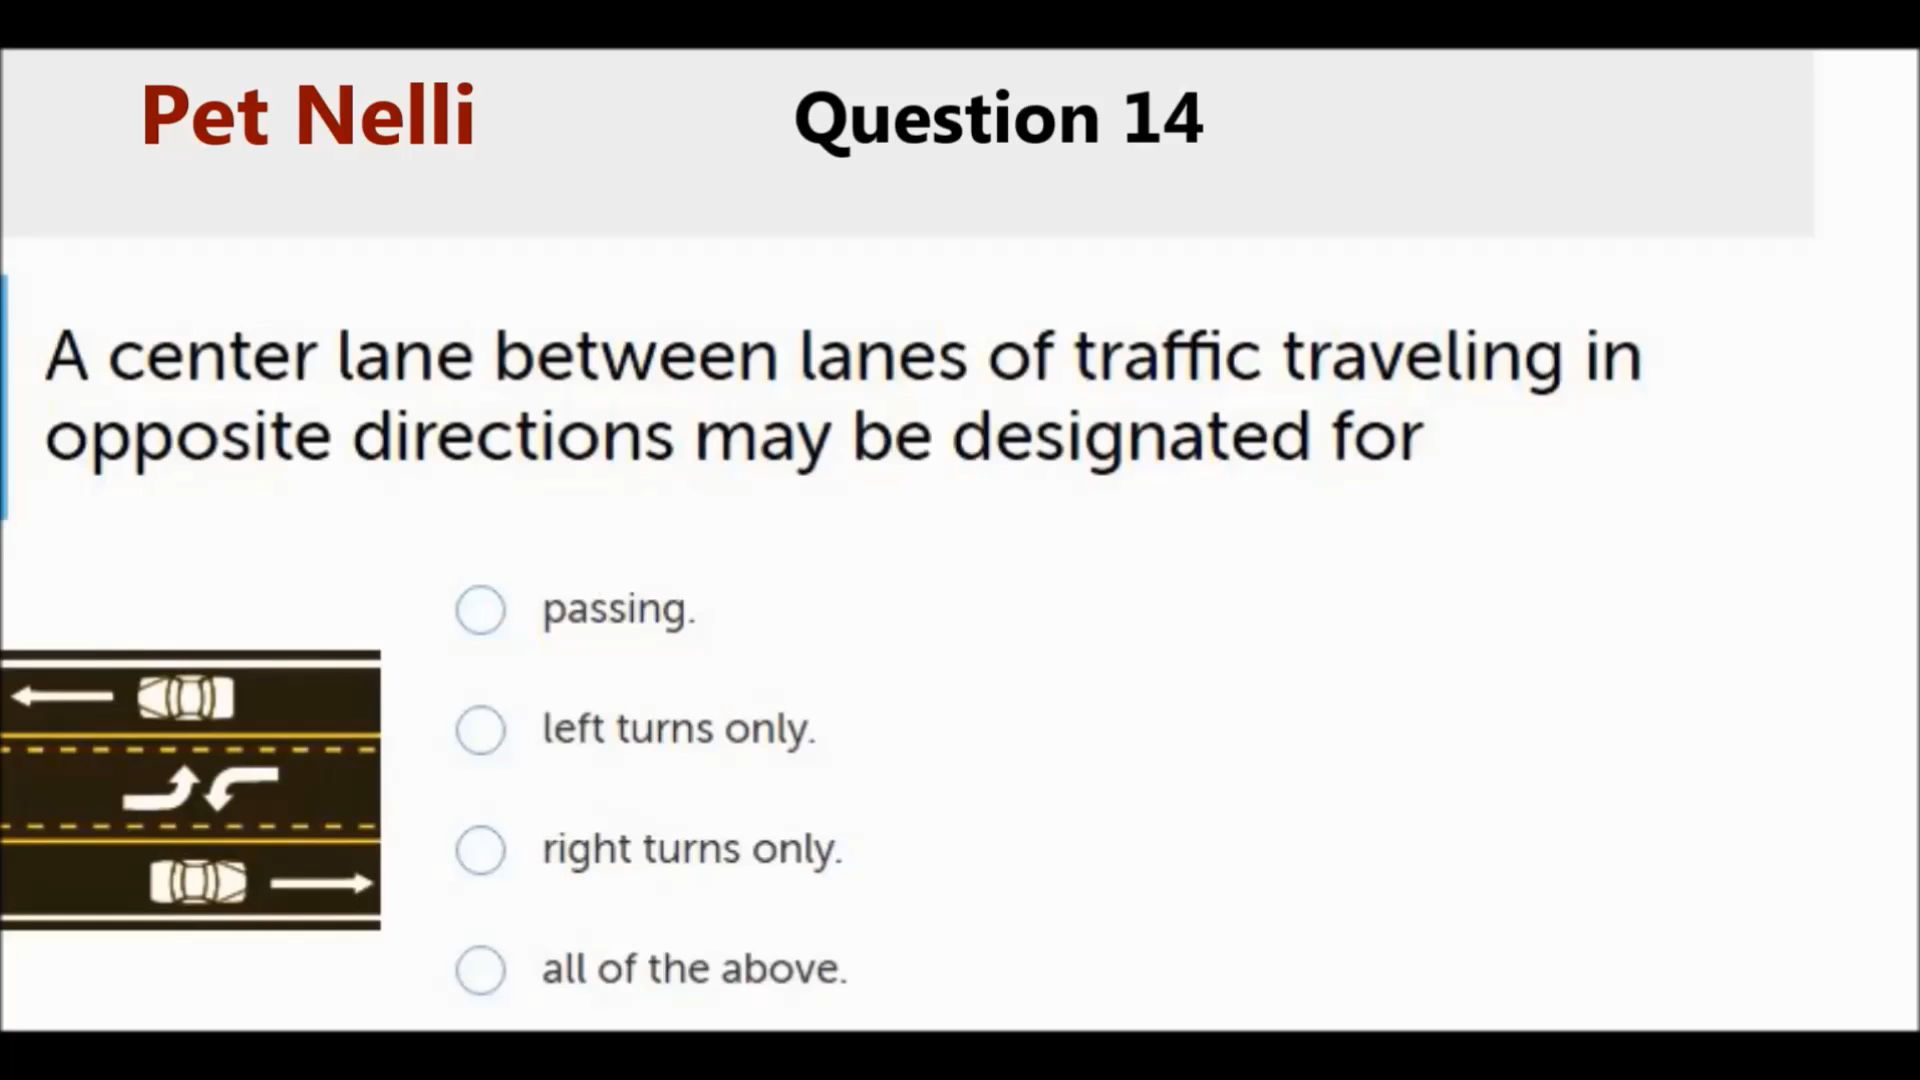 Pet Nelli
Question 14
A center lane between lanes of traffic traveling in
opposite directions may be designated for
passing.
left turns only.
right turns only.
all of the above.